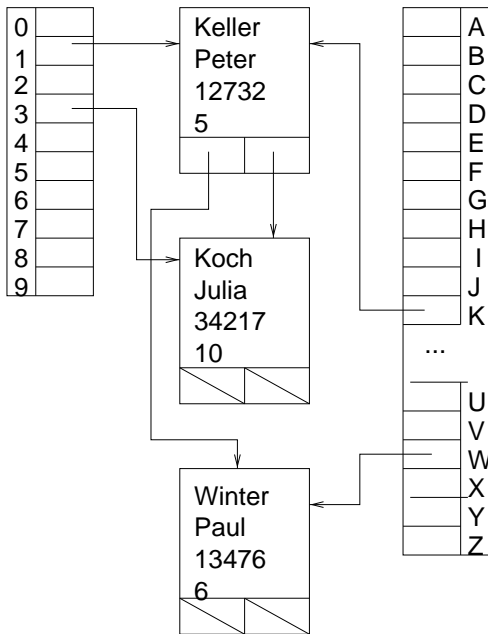 0
1
2
3
4
5
6
7
8
9
Keller
Peter
12732
5
Koch
Julia
34217
10
Winter
Paul
13476
6
A
B
C
D
E
F
G
H
I
J
K
...
U
V
W
X
Y
Z